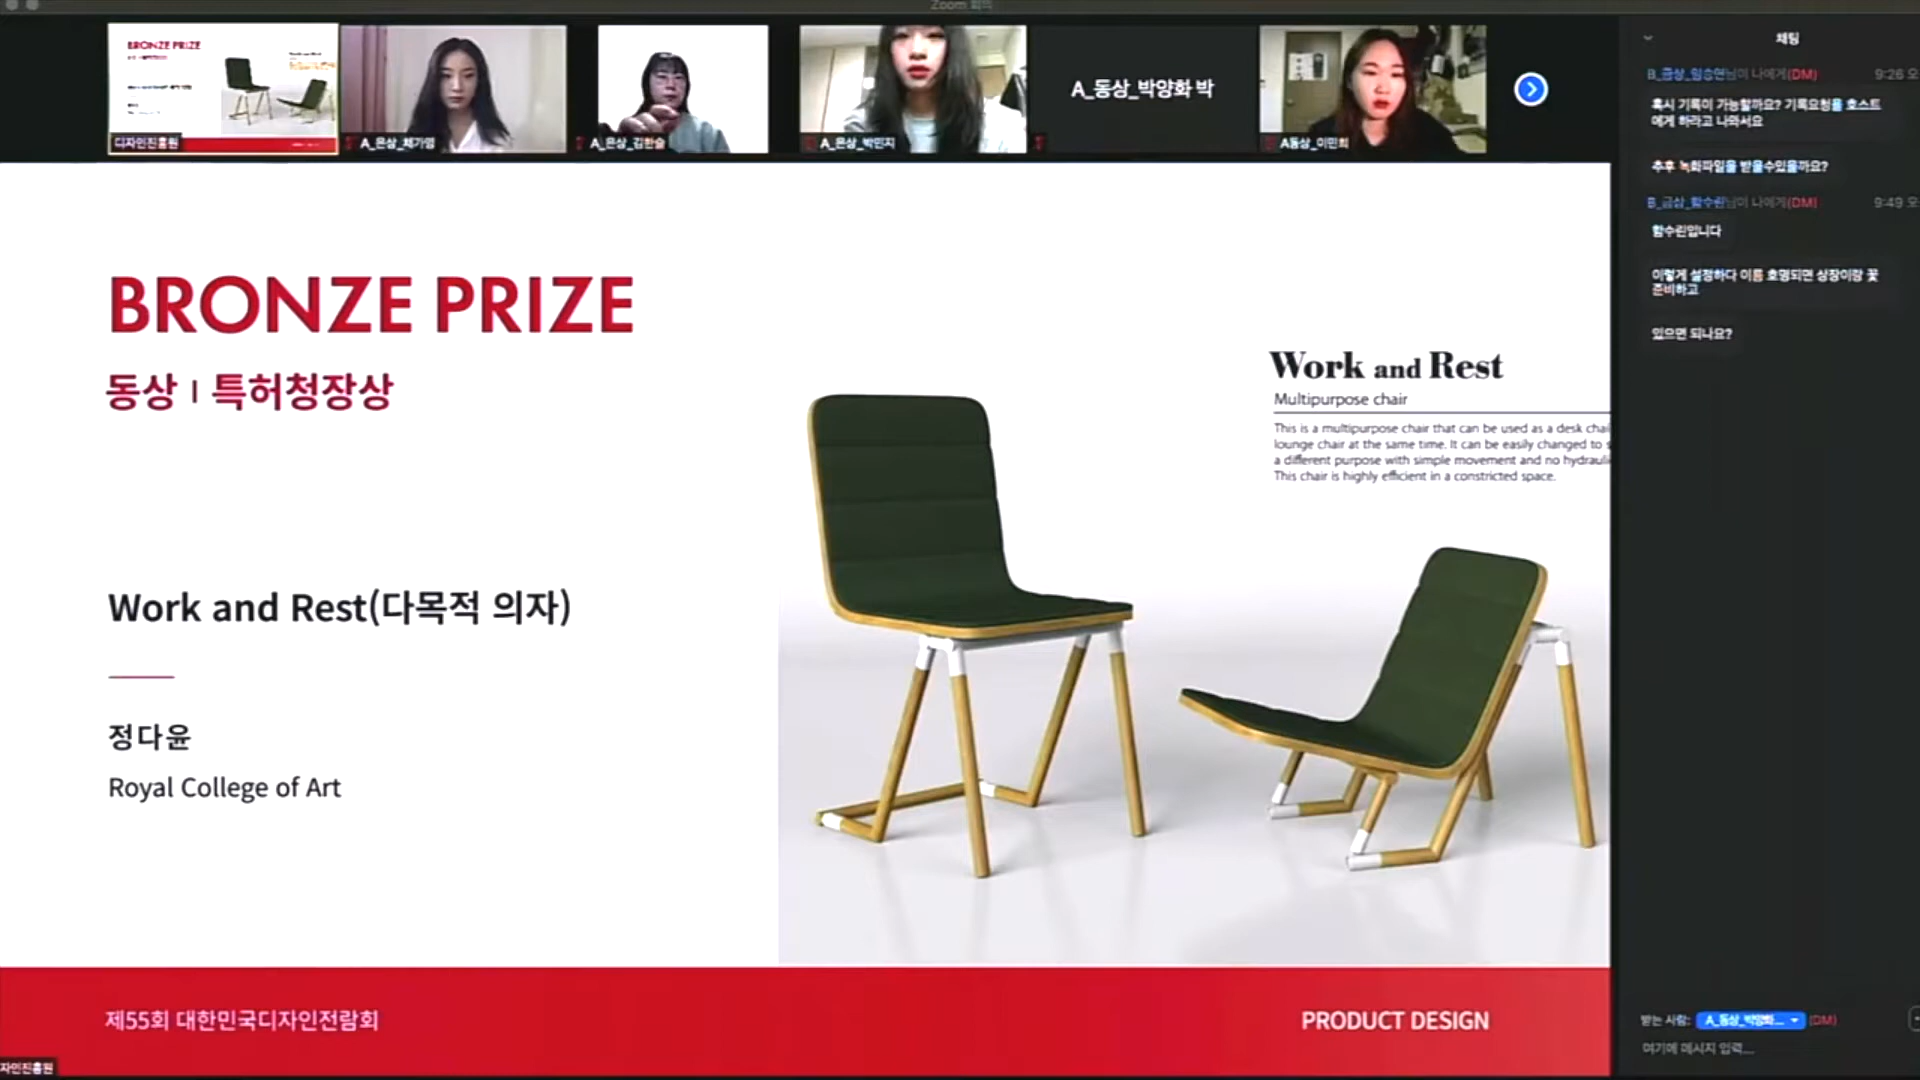 Zoom 회의
BRONZE PRIZE
디자인진흥원
A_은상_채가영
A_은상_김한슬
A_은상_박민지
A_동상_박양화 박
A동상_이민희
채팅
님이 나에게(DM)
9:26 오
혹시 기록이 가능할까요? 기록요청을 호스트
에게 하라고 나와서요
추후 녹화파일을 받을수있을까요?
B_금상_함수린님이 나에게(DM)
9:49 오
함수린입니다
이렇게 설정하다 이름 호명되면 상장이랑 꽃
준비하고
있으면 되나요?
BRONZE PRIZE
동상 | 특허청장상
Work and Rest
Multipurpose chair
This is a multipurpose chair that can be used as a desk chai
lounge chair at the same time. It can be easily changed to s
a different purpose with simple movement and no hydrauli
This chair is highly efficient in a constricted space.
Work and Rest(다목적 의자)
정다윤
Royal College of Art
제55회 대한민국디자인전람회
PRODUCT DESIGN
자인진흥원
받는 사람: A_동상_박양화... (DM)
여기에 메시지 입력...